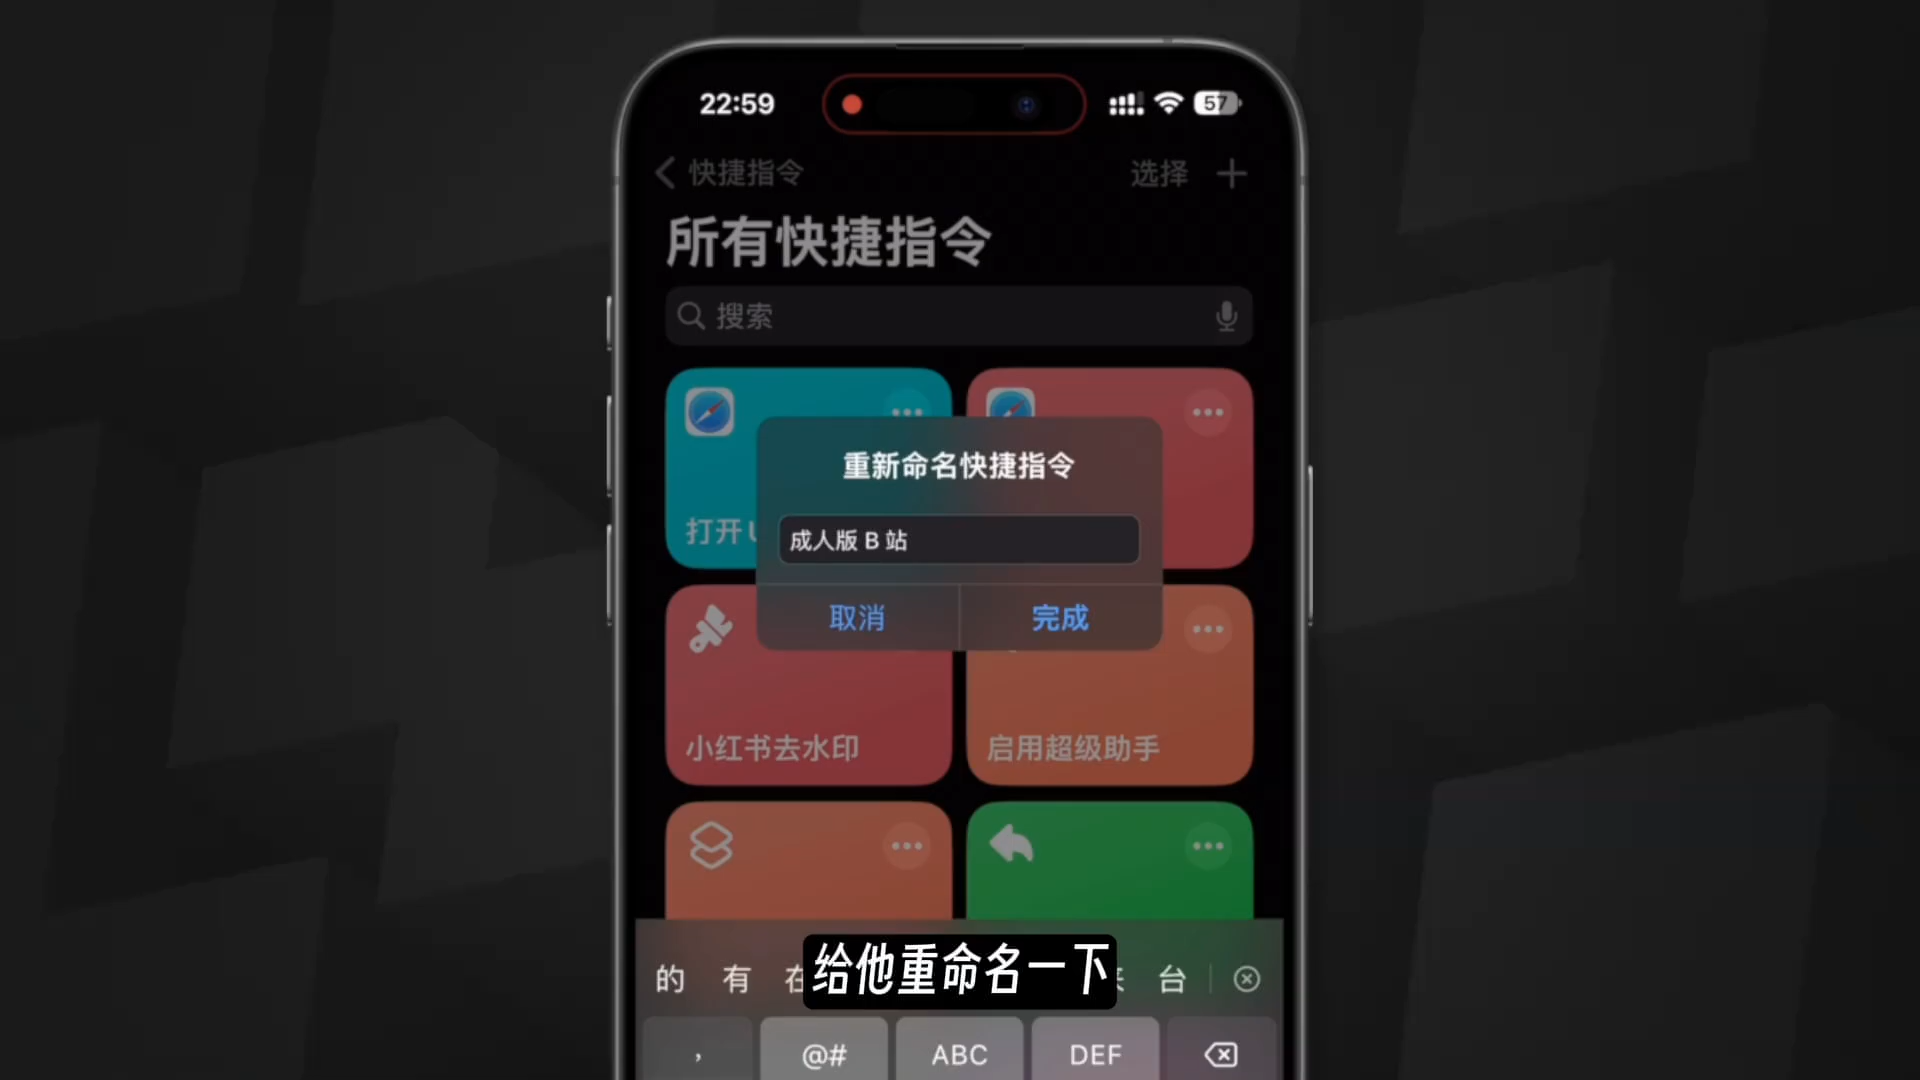 22:59
57
快捷指令
选择
所有快捷指令
搜索
重新命名快捷指令
打开
成人版 B 站
取消
完成
小红书去水印
启用超级助手
的 有 台
给他重命名一下
, @# ABC DEF